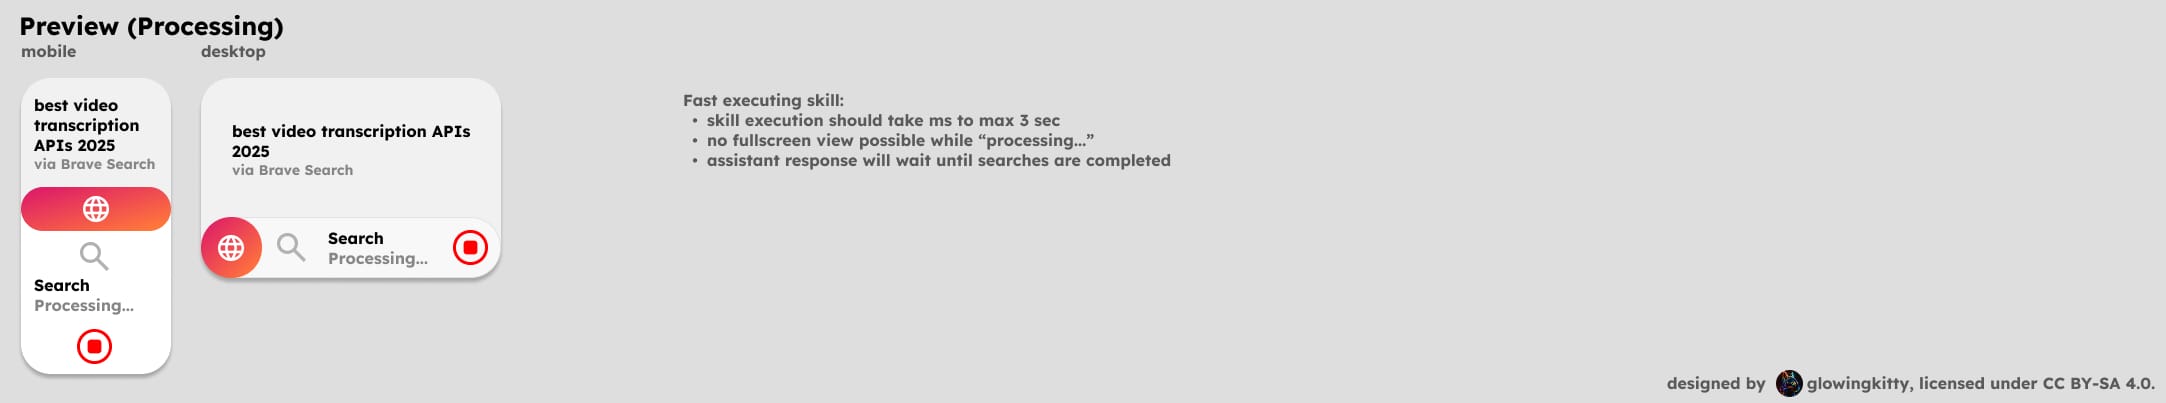 Preview (Processing)
mobile
desktop
best video
transcription
APIs 2025
via Brave Search
Search
Processing...
best video transcription APIs
2025
via Brave Search
Search
Processing...
Fast executing skill:
• skill execution should take ms to max 3 sec
• no fullscreen view possible while “processing...”
• assistant response will wait until searches are completed
designed by glowingkitty, licensed under CC BY-SA 4.0.